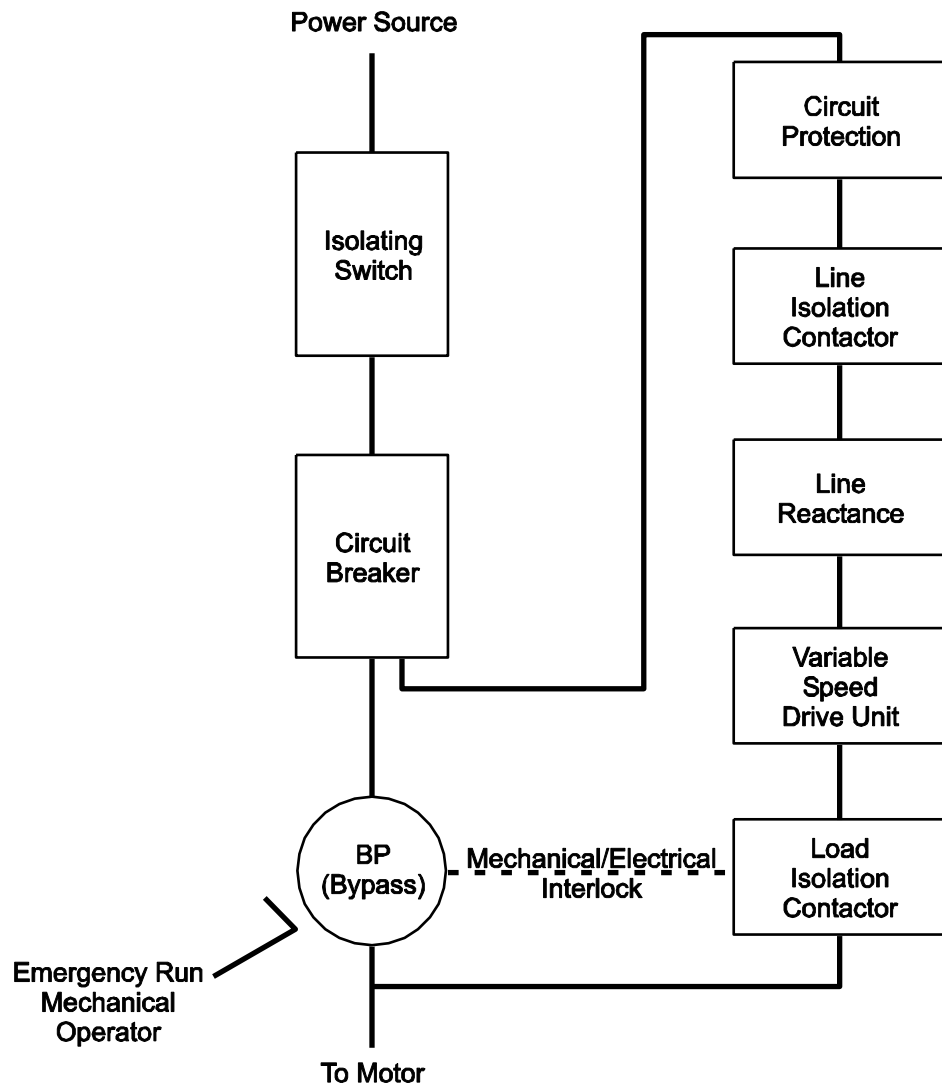 Power Source
Isolating
Switch
Circuit
Breaker
BP
(Bypass)
Mechanical/Electrical
Interlock
Emergency Run
Mechanical
Operator
To Motor
Circuit
Protection
Line
Isolation
Contactor
Line
Reactance
Variable
Speed
Drive Unit
Load
Isolation
Contactor